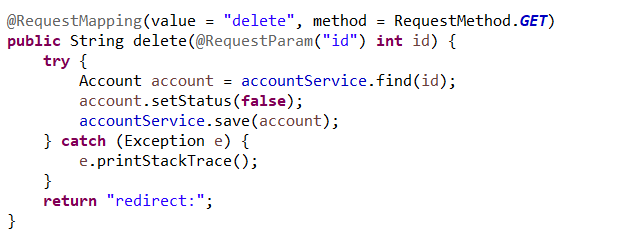 @RequestMapping(value = "delete", method = RequestMethod.GET)
public String delete(@RequestParam("id") int id) {
    try {
        Account account = accountService.find(id);
        account.setStatus(false);
        accountService.save(account);
    } catch (Exception e) {
        e.printStackTrace();
    }
    return "redirect:";
}